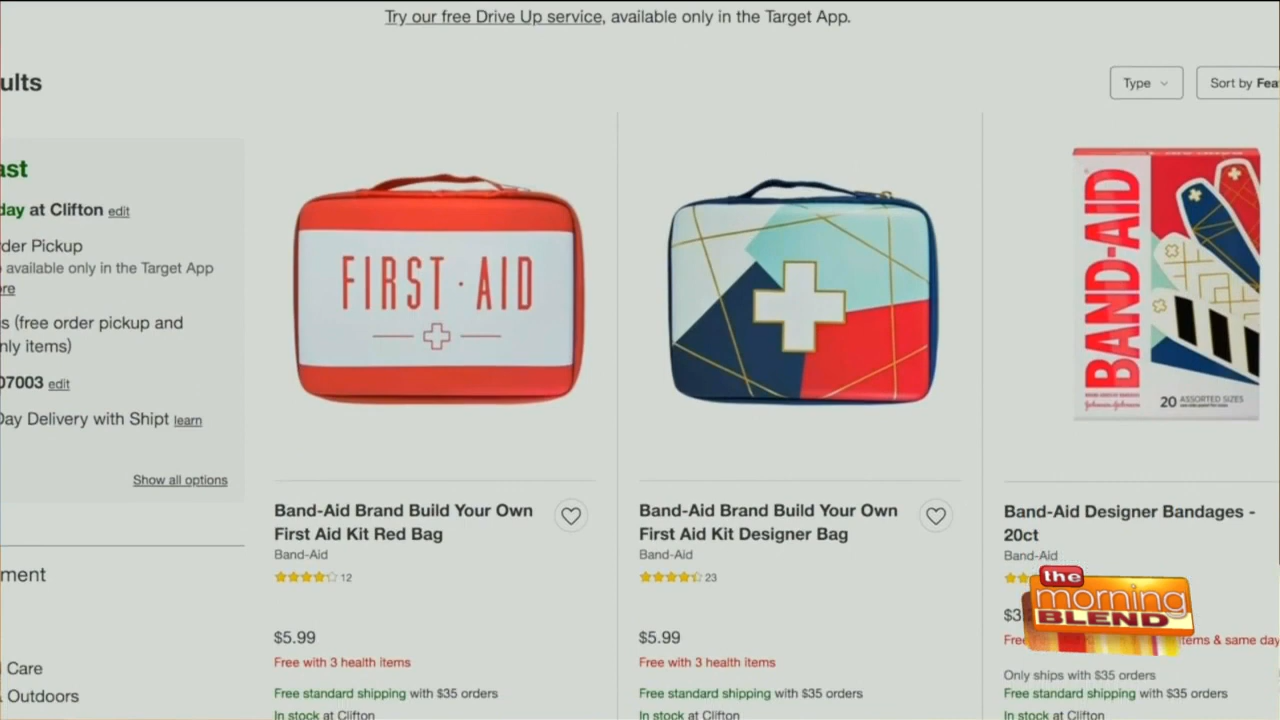 Try our free Drive Up service, available only in the Target App.
ults
Type
Sort by Fea
ast
day at Clifton edit
der Pickup
available only in the Target App
re
s (free order pickup and
nly items)
07003 edit
Day Delivery with Shipt learn
Show all options
ment
Care
Outdoors
FIRST · AID
BAND-AID
Johnson & Johnson
20 ASSORTED SIZES
Band-Aid Brand Build Your Own
First Aid Kit Red Bag
Band-Aid
12
$5.99
Free with 3 health items
Free standard shipping with $35 orders
In stock at Clifton
Band-Aid Brand Build Your Own
First Aid Kit Designer Bag
Band-Aid
23
$5.99
Free with 3 health items
Free standard shipping with $35 orders
In stock at Clifton
Band-Aid Designer Bandages -
20ct
Band-Aid
$3.
items & same day
Only ships with $35 orders
Free standard shipping with $35 orders
In stock at Clifton
the
morning
BLEND